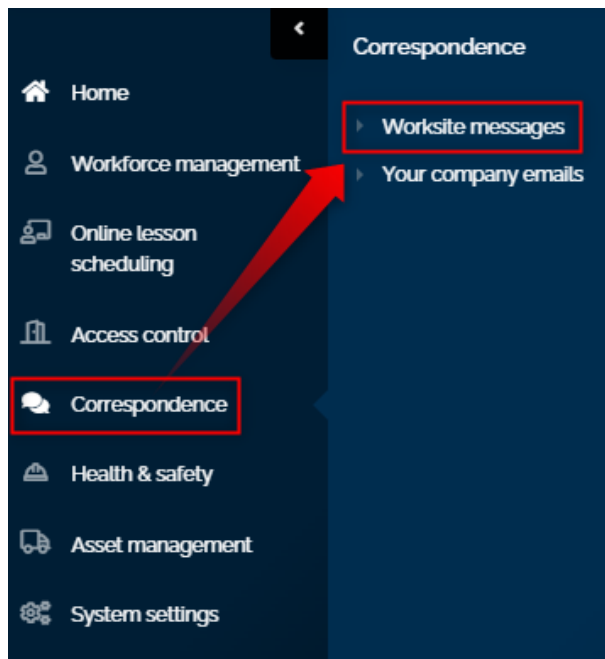 Home
Workforce management
Online lesson
scheduling
Access control
Correspondence
Health & safety
Asset management
System settings
Correspondence
Worksite messages
Your company emails